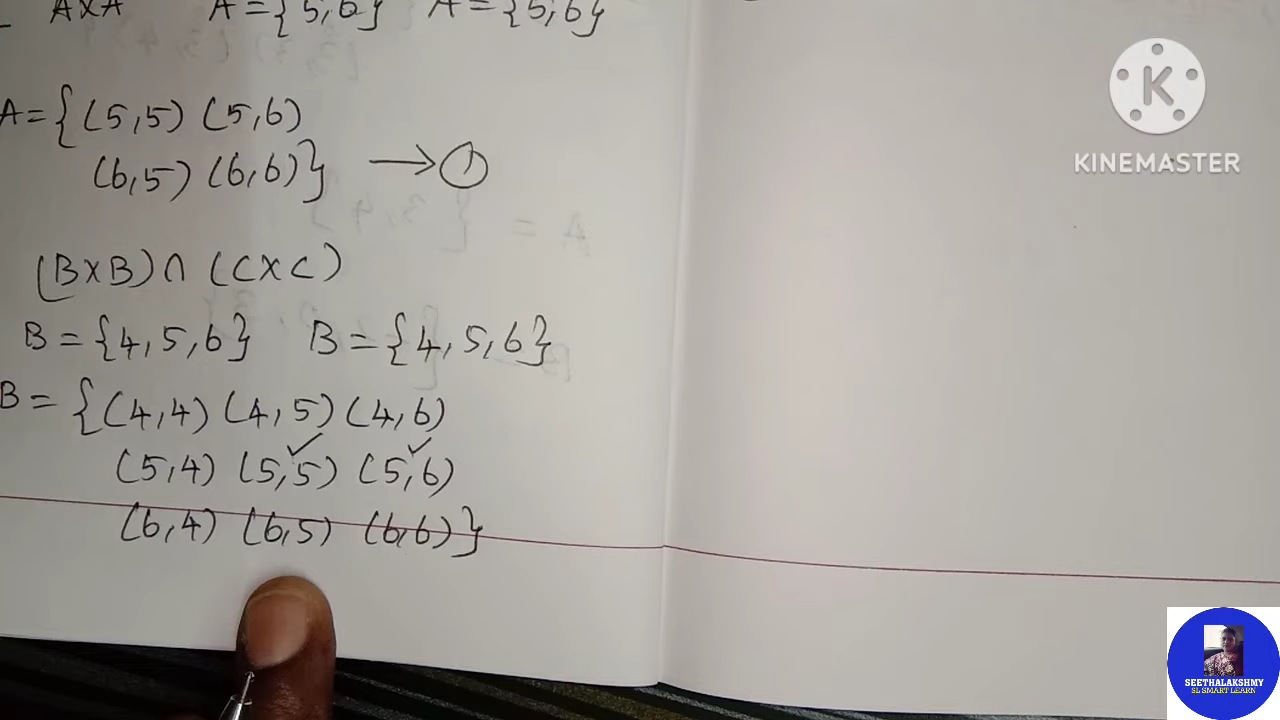 A×A A = {5,6} A = {5,6}
A = {(5,5) (5,6)
(6,5) (6,6)} → ①
(B×B) ∩ (C×C)
B = {4,5,6} B = {4,5,6}
B = {(4,4) (4,5) (4,6)
(5,4) (5,5) (5,6)
(6,4) (6,5) (6,6)}
KINEMASTER
SEETHALAKSHMY
SL SMART LEARN